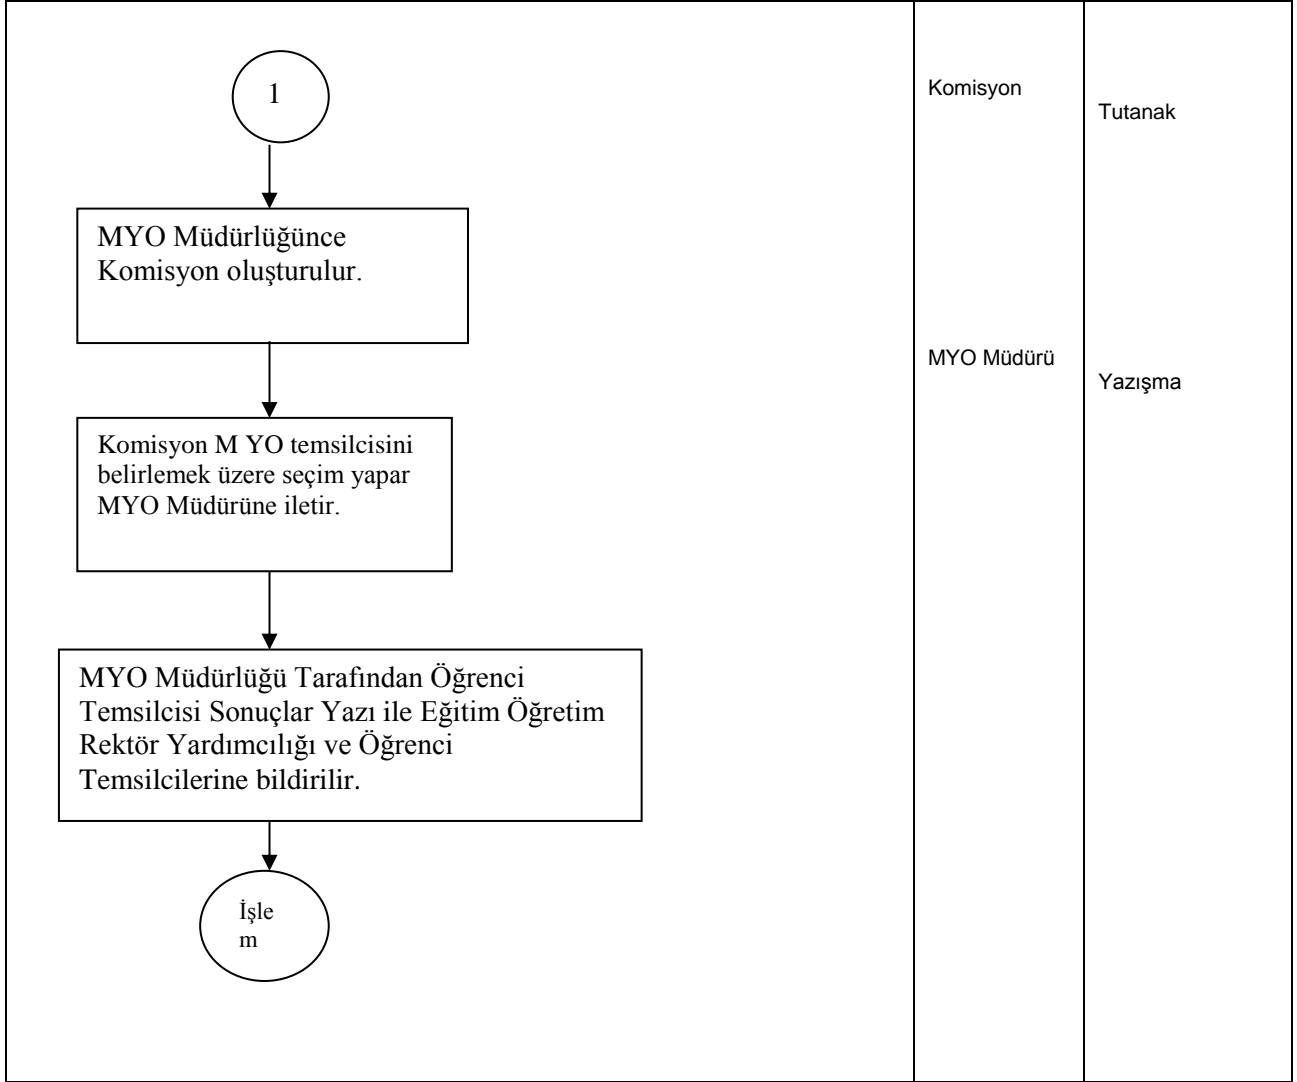 1
MYO Müdürlüğünce
Komisyon oluşturulur.
Komisyon M YO temsilcisini
belirlemek üzere seçim yapar
MYO Müdürüne iletir.
MYO Müdürlüğü Tarafından Öğrenci
Temsilcisi Sonuçlar Yazı ile Eğitim Öğretim
Rektör Yardımcılığı ve Öğrenci
Temsilcilerine bildirilir.
İşle
m
Komisyon
MYO Müdürü
Tutanak
Yazışma